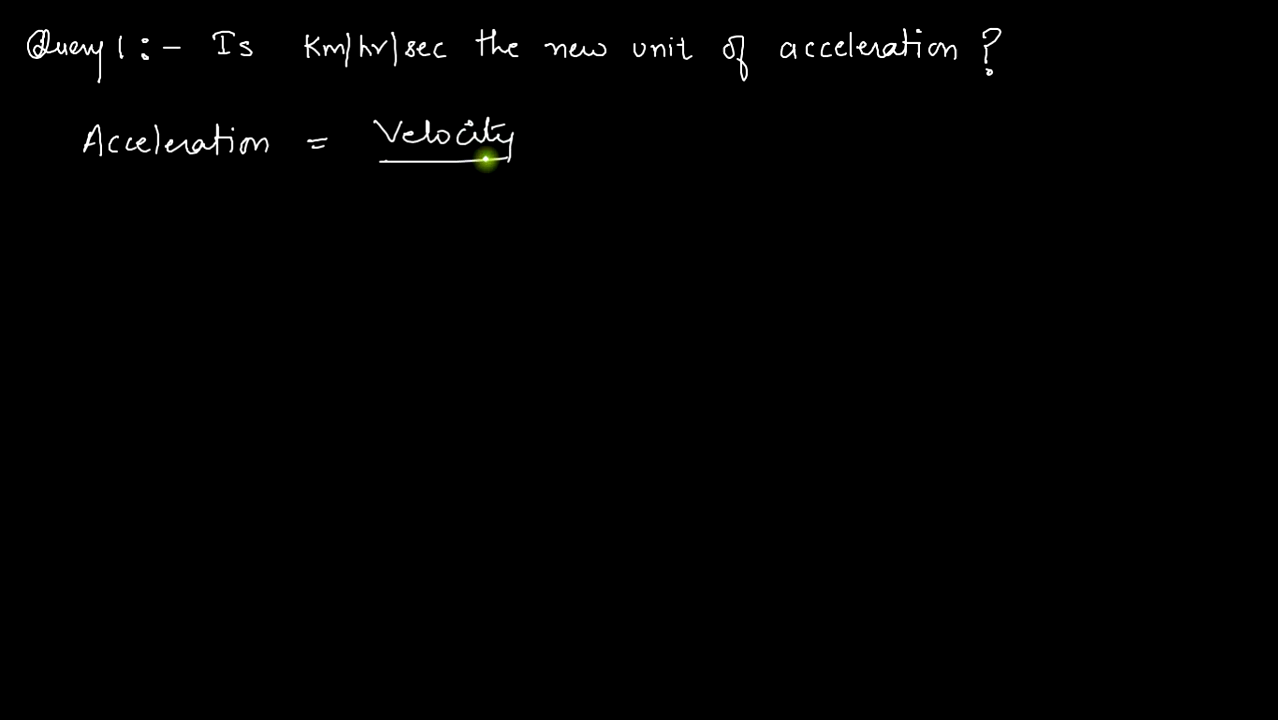 Query 1 :- Is Km/hr/sec the new unit of acceleration ?
Acceleration = Velocity